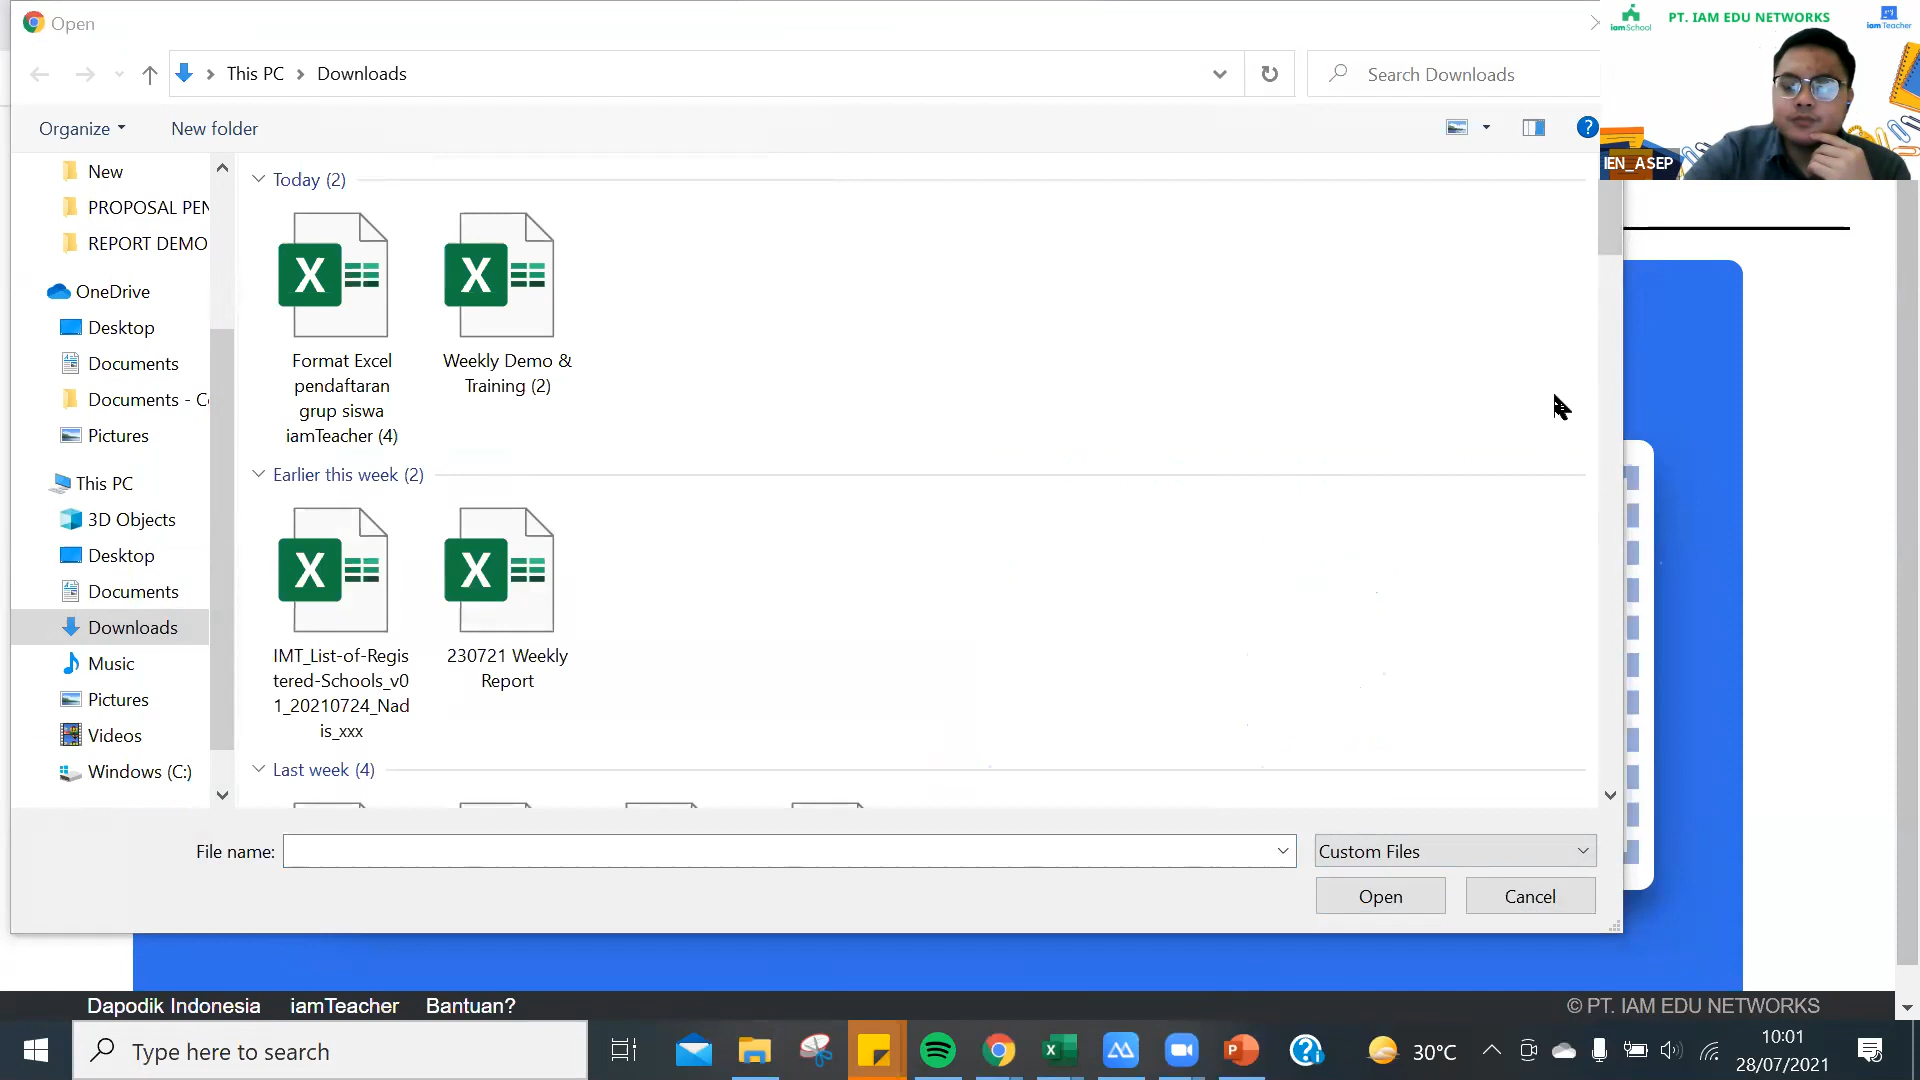 Open
This PC
Downloads
Search Downloads
Organize
New folder
?
New
PROPOSAL PEN
REPORT DEMO
OneDrive
Desktop
Documents
Documents - C
Pictures
This PC
3D Objects
Desktop
Documents
Downloads
Music
Pictures
Videos
Windows (C:)
Today (2)
X
Format Excel
pendaftaran
grup siswa
iamTeacher (4)
X
Weekly Demo &
Training (2)
Earlier this week (2)
X
IMT_List-of-Regis
tered-Schools_v0
1_20210724_Nad
is_xxx
X
230721 Weekly
Report
Last week (4)
File name:
Custom Files
Open
Cancel
iamSchool
PT. IAM EDU NETWORKS
iam Teacher
IEN_ASEP
Dapodik Indonesia
iamTeacher
Bantuan?
© PT. IAM EDU NETWORKS
Type here to search
X
P
?
30°C
10:01
28/07/2021